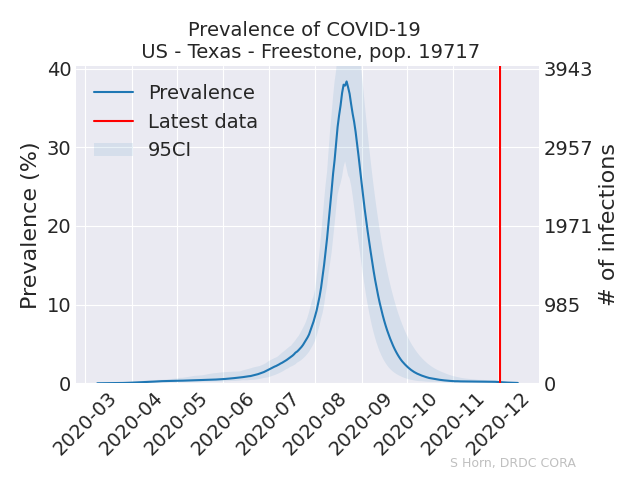 Prevalence of COVID-19
US - Texas - Freestone, pop. 19717
Prevalence
Latest data
95CI
Prevalence (%)
40
30
20
10
0
3943
2957
1971
985
0
# of infections
2020-03
2020-04
2020-05
2020-06
2020-07
2020-08
2020-09
2020-10
2020-11
2020-12
S Horn, DRDC CORA